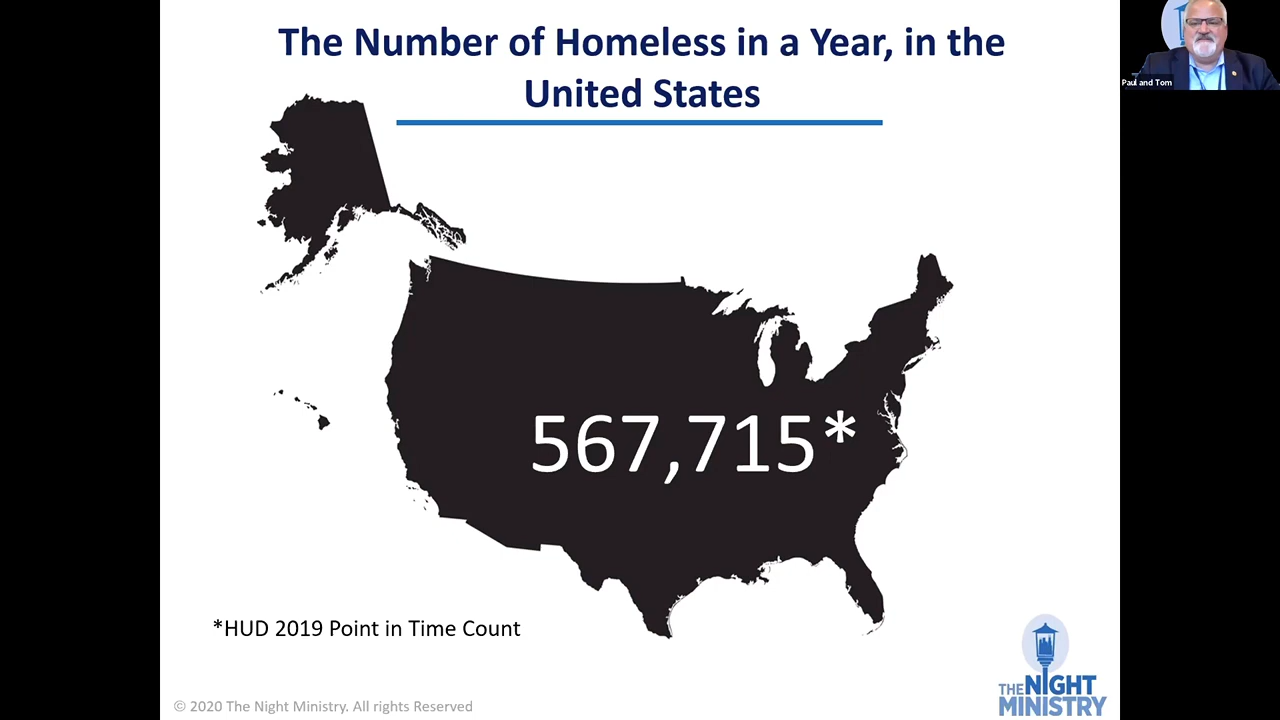 The Number of Homeless in a Year, in the
United States
Paul and Tom
567,715*
*HUD 2019 Point in Time Count
THE NIGHT
MINISTRY
© 2020 The Night Ministry. All rights Reserved